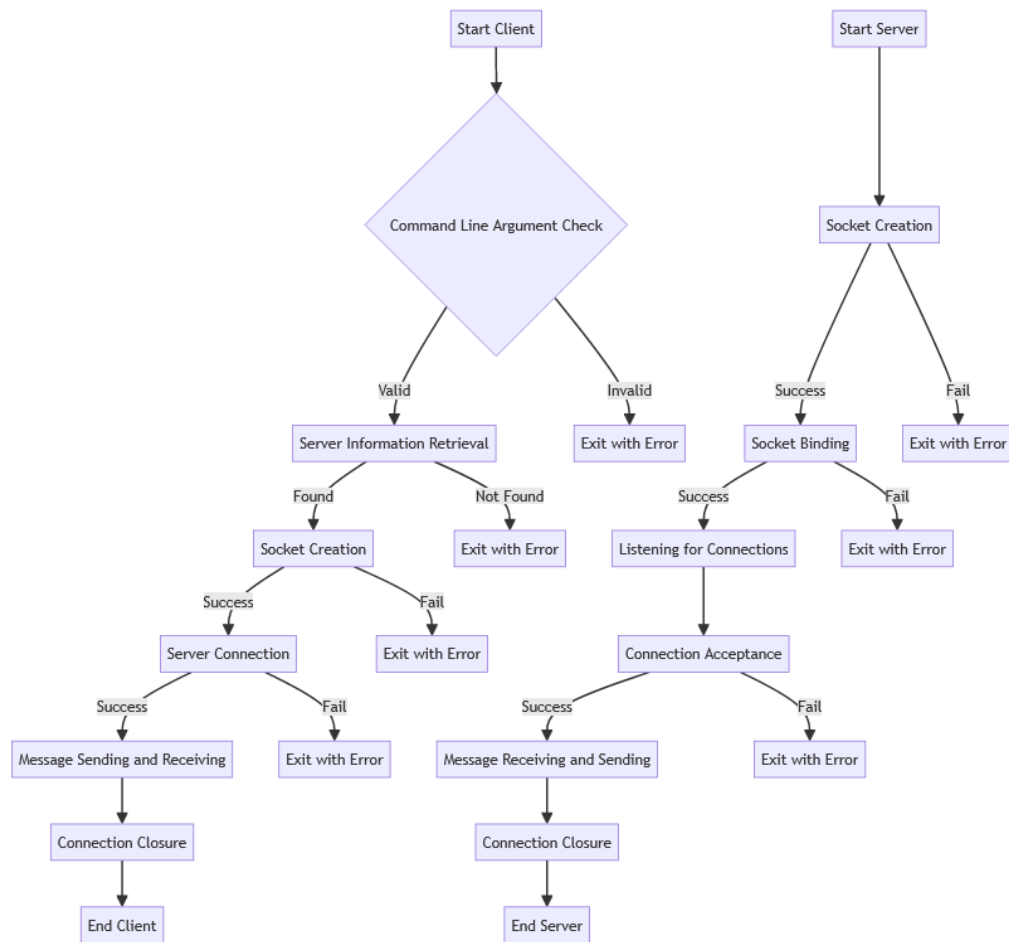 Start Client
Start Server
Command Line Argument Check
Socket Creation
Valid
Invalid
Success
Fail
Server Information Retrieval
Exit with Error
Socket Binding
Exit with Error
Found
Not Found
Success
Fail
Socket Creation
Exit with Error
Listening for Connections
Exit with Error
Success
Fail
Server Connection
Exit with Error
Connection Acceptance
Success
Fail
Success
Fail
Message Sending and Receiving
Exit with Error
Message Receiving and Sending
Exit with Error
Connection Closure
Connection Closure
End Client
End Server